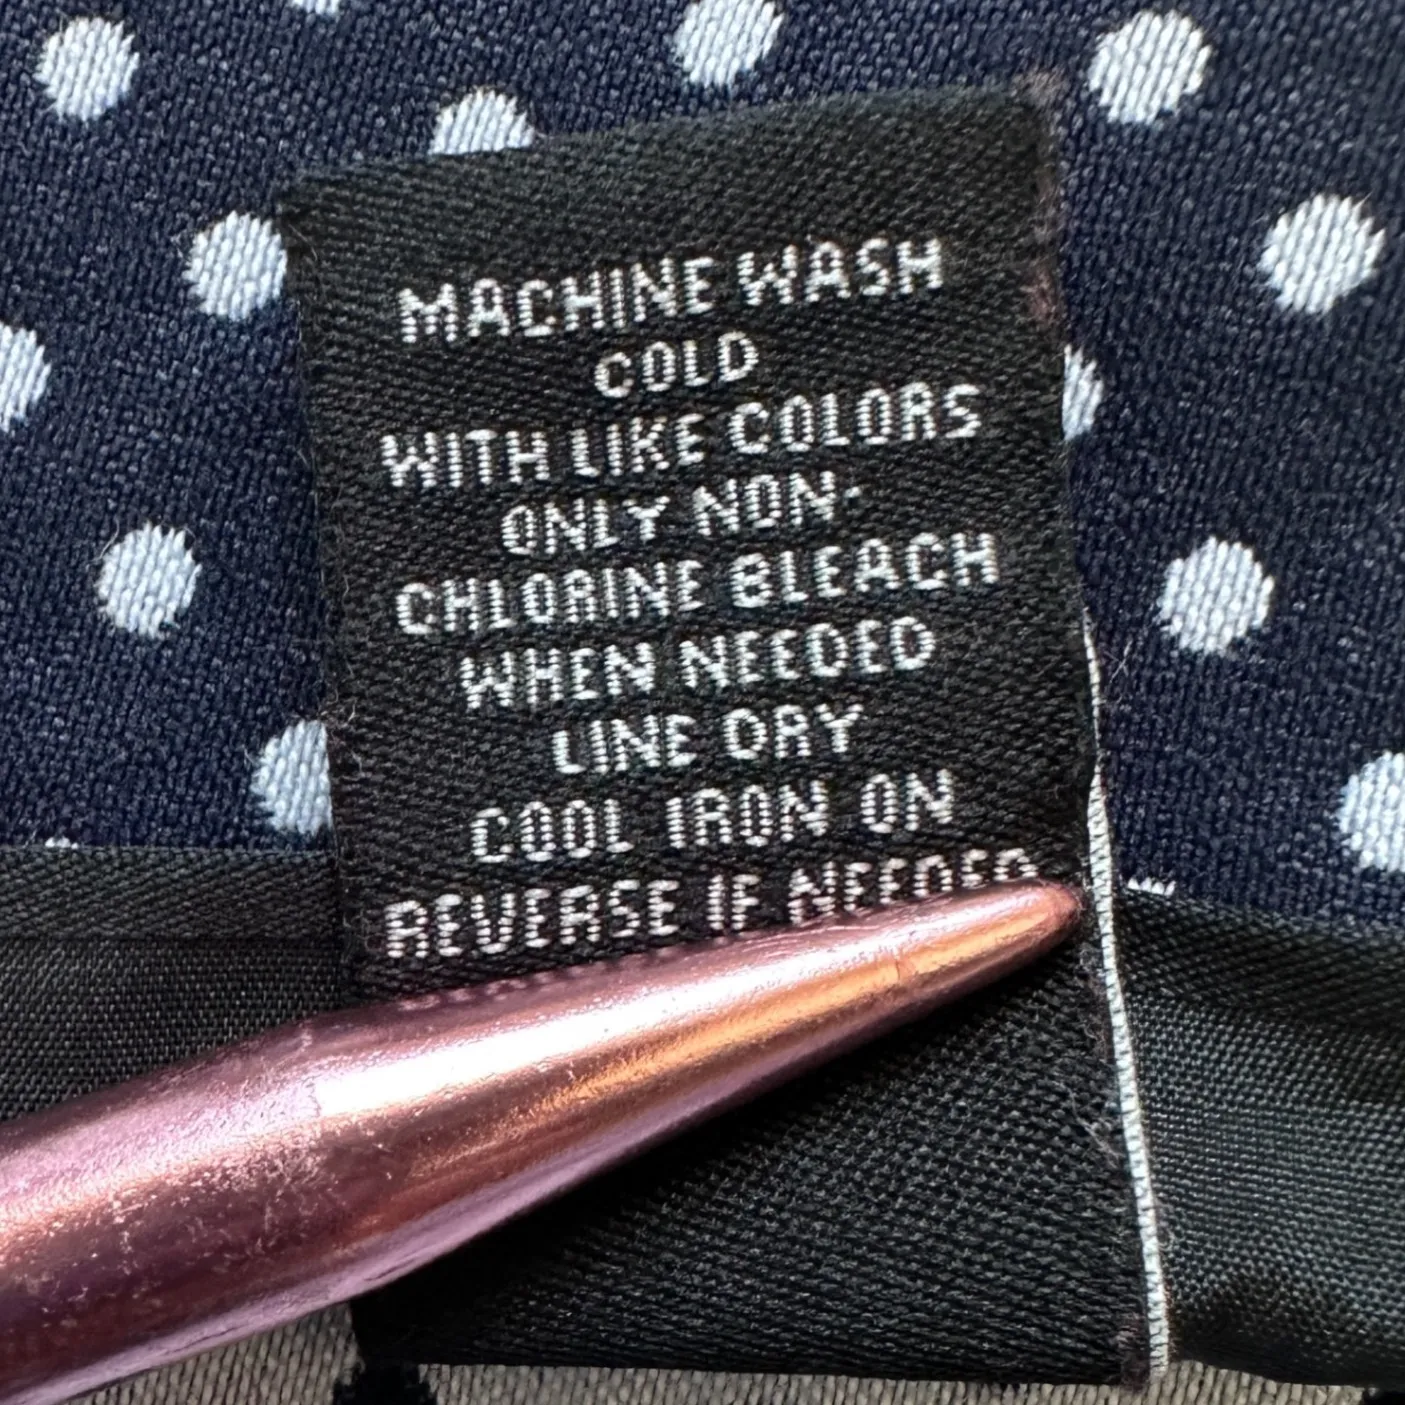 MACHINE WASH
COLD
WITH LIKE COLORS
ONLY NON-
CHLORINE BLEACH
WHEN NEEDED
LINE DRY
COOL IRON ON
REVERSE IF NEEDED